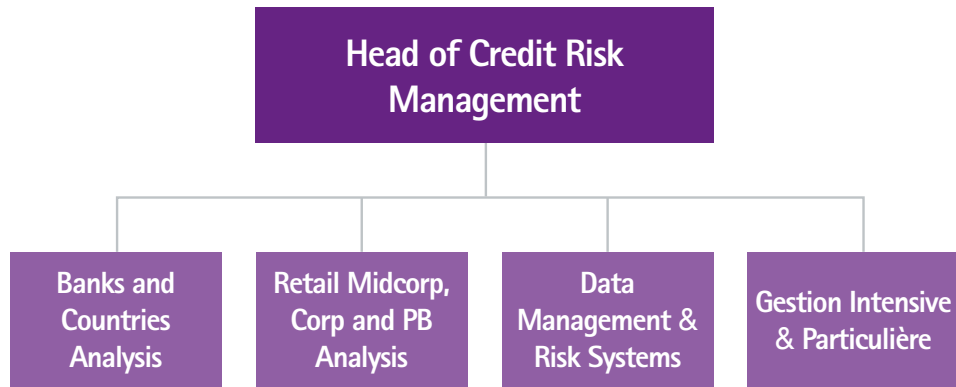 Head of Credit Risk
Management
Banks and
Countries
Analysis
Retail Midcorp,
Corp and PB
Analysis
Data
Management &
Risk Systems
Gestion Intensive
& Particulière